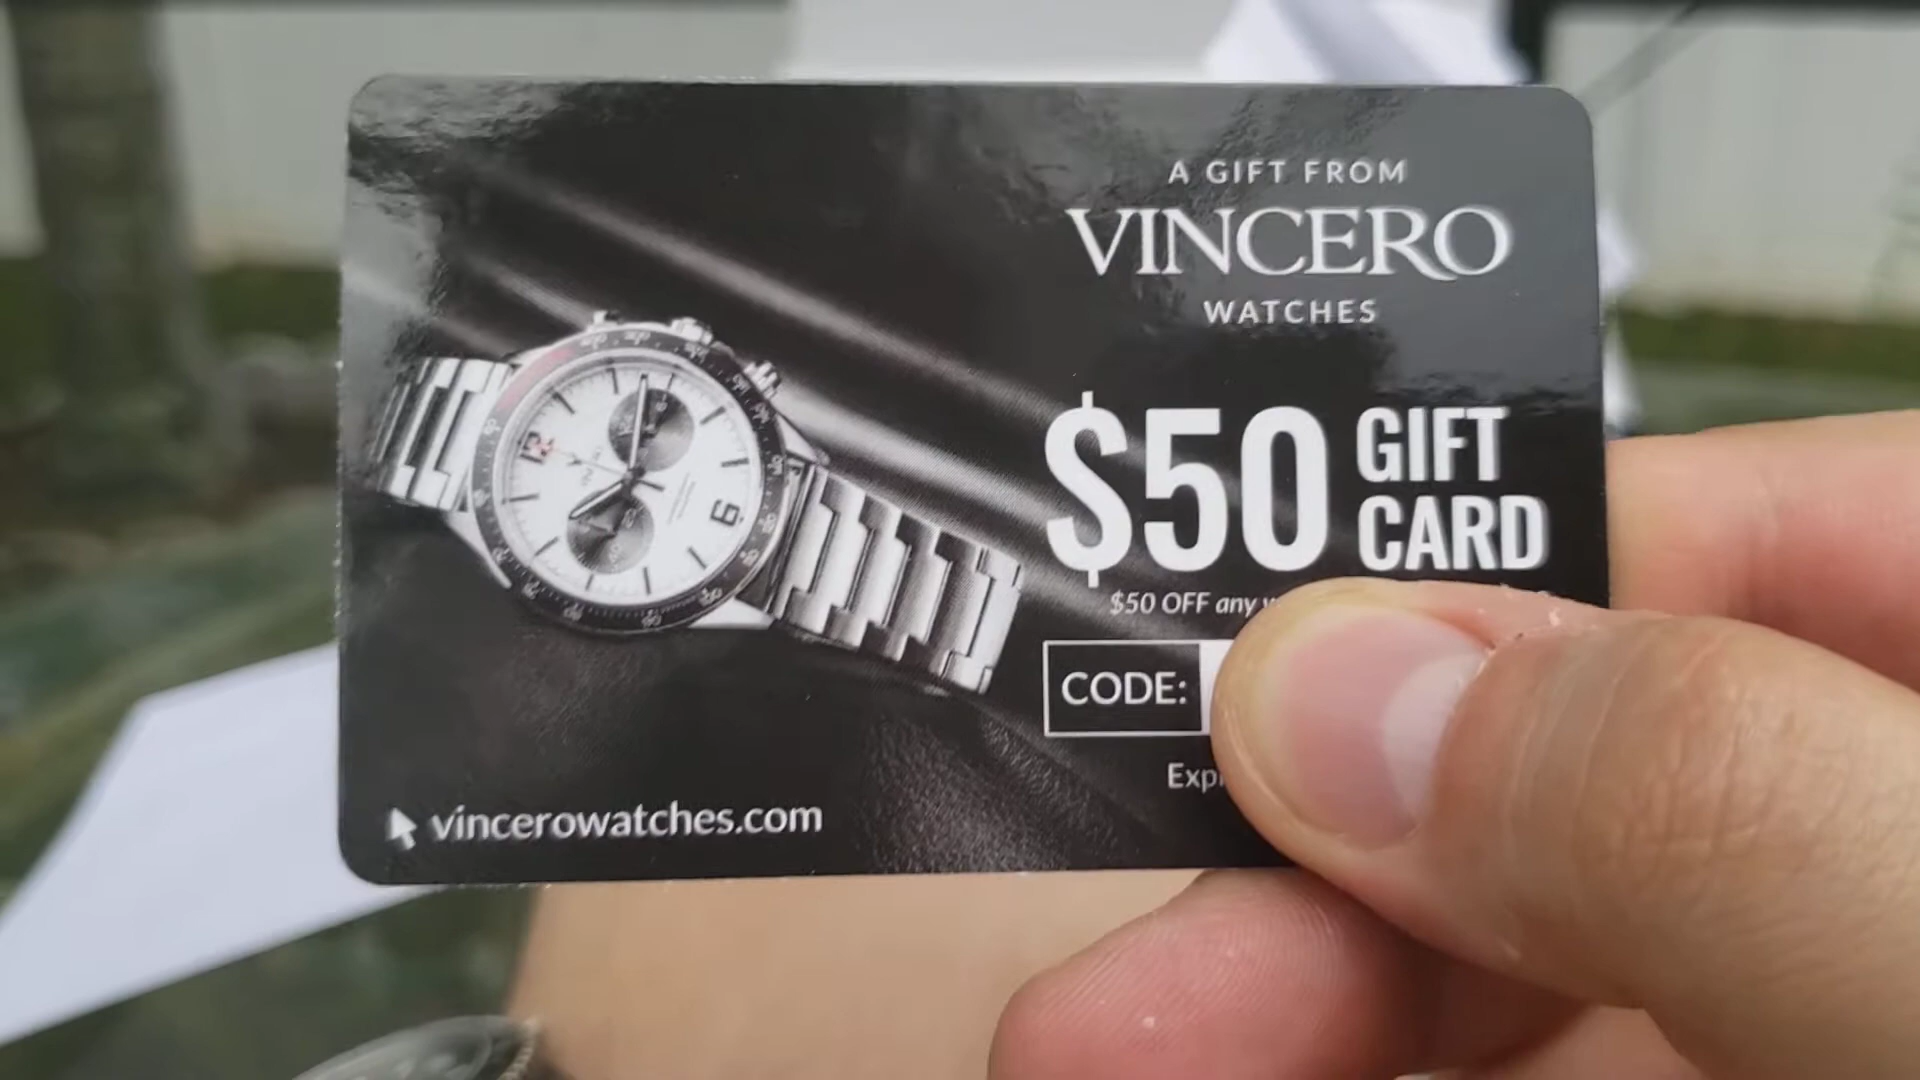 A GIFT FROM
VINCERO
WATCHES
$50 GIFT
CARD
$50 OFF any
CODE:
vincerowatches.com